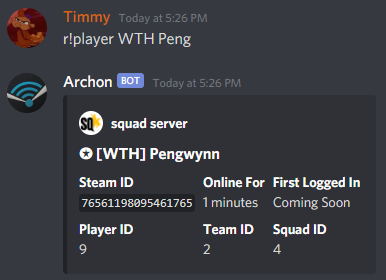 Timmy Today at 5:26 PM
r!player WTH Peng
Archon BOT Today at 5:26 PM
SQ squad server
✪ [WTH] Pengwynn
Steam ID Online For First Logged In
76561198095461765 1 minutes Coming Soon
Player ID Team ID Squad ID
9 2 4